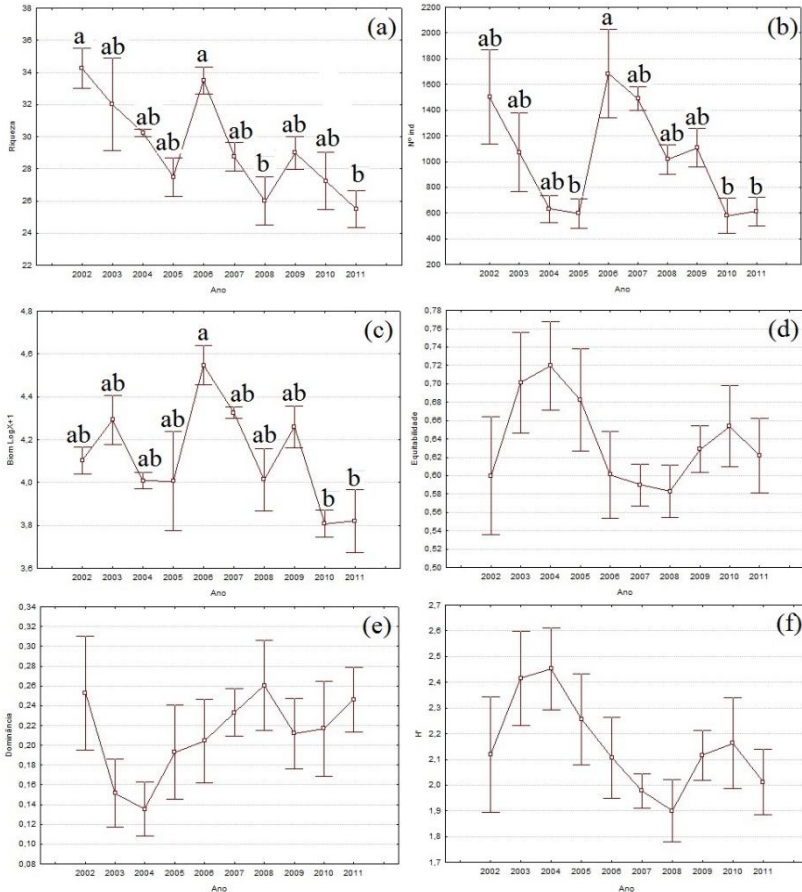 (a)
a ab ab ab a ab b ab ab b
Riqueza
36
34
32
30
28
26
24
22
2002 2003 2004 2005 2006 2007 2008 2009 2010 2011
Ano
(b)
ab ab ab b a ab ab ab b b
Nº ind
2200
2000
1800
1600
1400
1200
1000
800
600
400
200
2002 2003 2004 2005 2006 2007 2008 2009 2010 2011
Ano
(c)
ab ab ab ab a ab ab ab b b
Biom LogX+1
4,8
4,6
4,4
4,2
4,0
3,8
3,6
2002 2003 2004 2005 2006 2007 2008 2009 2010 2011
Ano
(d)
Equitabilidade
0,78
0,76
0,74
0,72
0,70
0,68
0,66
0,64
0,62
0,60
0,58
0,56
0,54
0,52
0,50
2002 2003 2004 2005 2006 2007 2008 2009 2010 2011
Ano
(e)
Dominância
0,34
0,32
0,30
0,28
0,26
0,24
0,22
0,20
0,18
0,16
0,14
0,12
0,10
0,08
2002 2003 2004 2005 2006 2007 2008 2009 2010 2011
Ano
(f)
H'
2,7
2,6
2,5
2,4
2,3
2,2
2,1
2,0
1,9
1,8
1,7
2002 2003 2004 2005 2006 2007 2008 2009 2010 2011
Ano